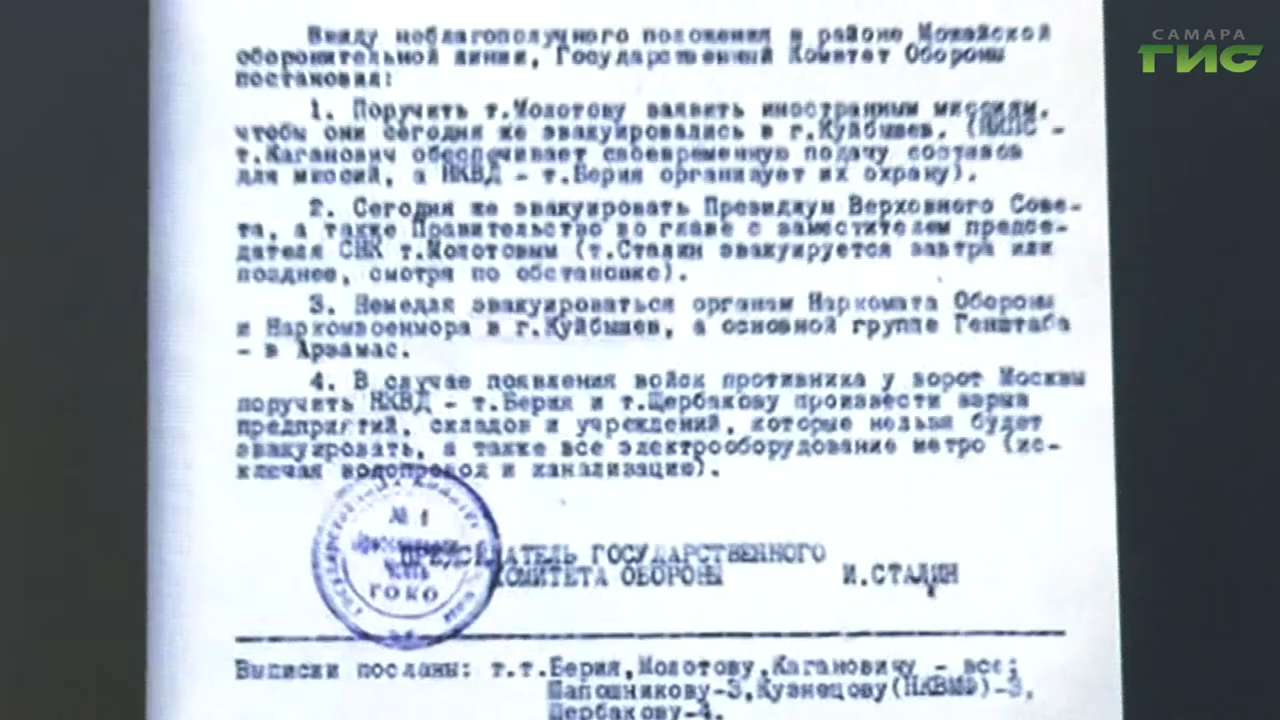 САМАРА
ГИС
Ввиду неблагополучного положения в районе Можайской
оборонительной линии, Государственный Комитет Обороны
постановил:
1. Поручить т.Молотову заявить иностранным миссиям,
чтобы они сегодня же эвакуировались в г.Куйбышев. (НКПС -
т.Каганович обеспечивает своевременную подачу составов
для миссий, а НКВД - т.Берия организует их охрану).
2. Сегодня же эвакуировать Президиум Верховного Сове-
та, а также Правительство во главе с заместителем предсе-
дателя СНК т.Молотовым (т.Сталин эвакуируется завтра или
позднее, смотря по обстановке).
3. Немедля эвакуироваться органам Наркомата Обороны
и Наркомвоенмора в г.Куйбышев, а основной группе Генштаба
- в Арзамас.
4. В случае появления войск противника у ворот Москвы
поручить НКВД - т.Берия и т.Щербакову произвести взрыв
предприятий, складов и учреждений, которые нельзя будет
эвакуировать, а также все электрооборудование метро (ис-
ключая водопровод и канализацию).
№ 1
часть
ГОКО
ПРЕДСЕДАТЕЛЬ ГОСУДАРСТВЕННОГО
КОМИТЕТА ОБОРОНЫ И.СТАЛИН
Выписки посланы: т.т.Берия,Молотову,Кагановичу - все;
Шапошникову-3,Кузнецову(НКВМФ)-3,
Щербакову-4.